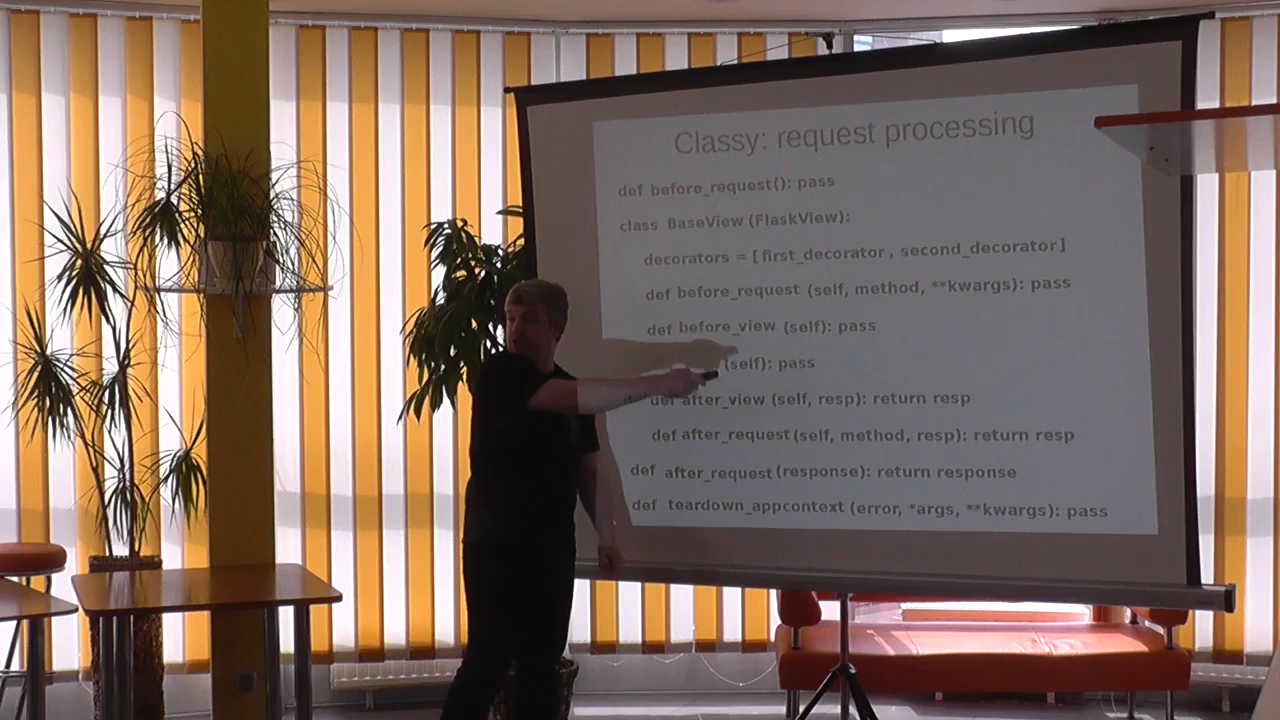 Classy: request processing
def before_request(): pass
class BaseView (FlaskView):
decorators = [ first_decorator , second_decorator]
def before_request (self, method, **kwargs): pass
def before_view (self): pass
(self): pass
def after_view (self, resp): return resp
def after_request (self, method, resp): return resp
def after_request (response): return response
def teardown_appcontext (error, *args, **kwargs): pass